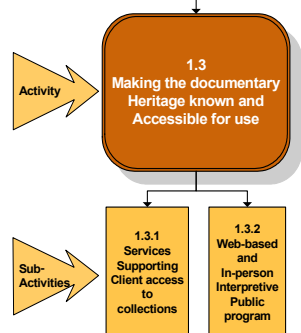 Activity
1.3
Making the documentary
Heritage known and
Accessible for use
Sub-
Activities
1.3.1
Services
Supporting
Client access
to
collections
1.3.2
Web-based
and
In-person
Interpretive
Public
program